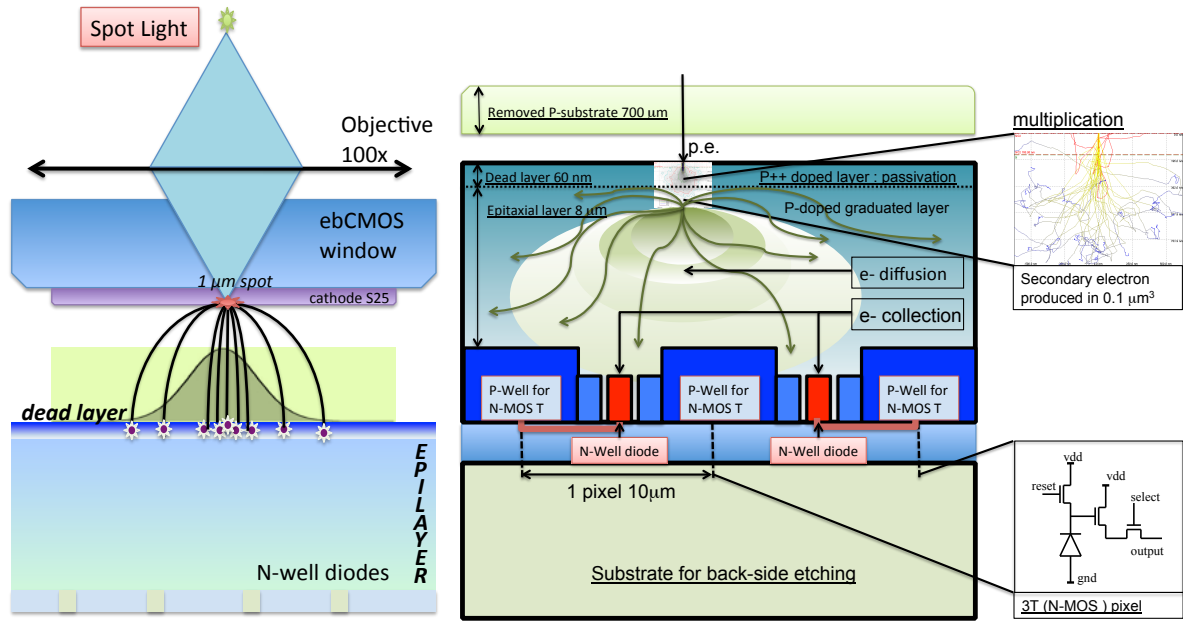 Spot Light
Objective
100x
ebCMOS
window
1 μm spot
cathode S25
dead layer
EPILAYER
N-well diodes
Removed P-substrate 700 μm
p.e.
Dead layer 60 nm
P++ doped layer : passivation
Epitaxial layer 8 μm
P-doped graduated layer
e- diffusion
e- collection
P-Well for
N-MOS T
P-Well for
N-MOS T
P-Well for
N-MOS T
N-Well diode
N-Well diode
1 pixel 10μm
Substrate for back-side etching
multiplication
Secondary electron
produced in 0.1 μm³
vdd
reset
vdd
select
output
gnd
3T (N-MOS ) pixel